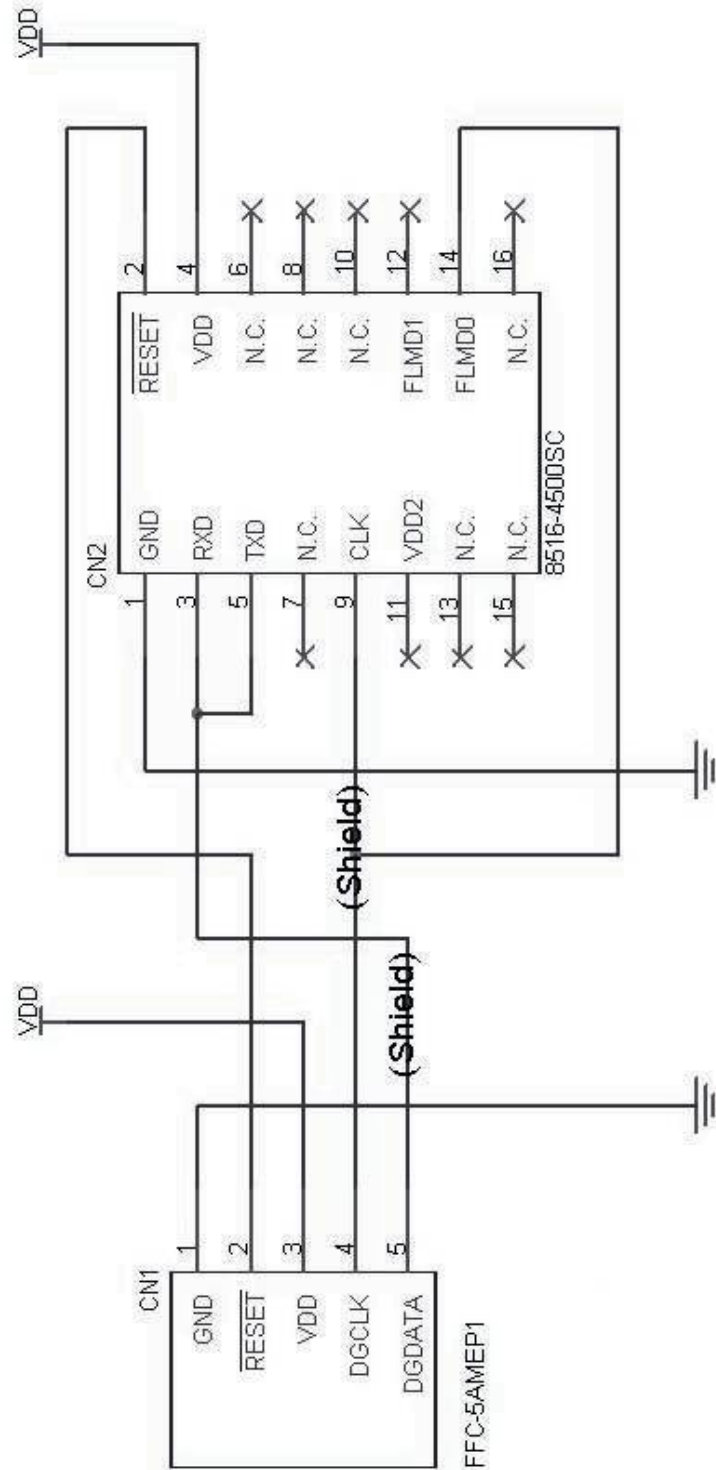 CN1
GND
RESET
VDD
DGCLK
DGDATA
1
2
3
4
5
FFC-5AMEP1
VDD
(Shield)
(Shield)
CN2
1
3
5
7
9
11
13
15
GND
RXD
TXD
N.C.
CLK
VDD2
N.C.
N.C.
RESET
VDD
N.C.
N.C.
N.C.
FLMD1
FLMD0
N.C.
2
4
6
8
10
12
14
16
8516-4500SC
VDD